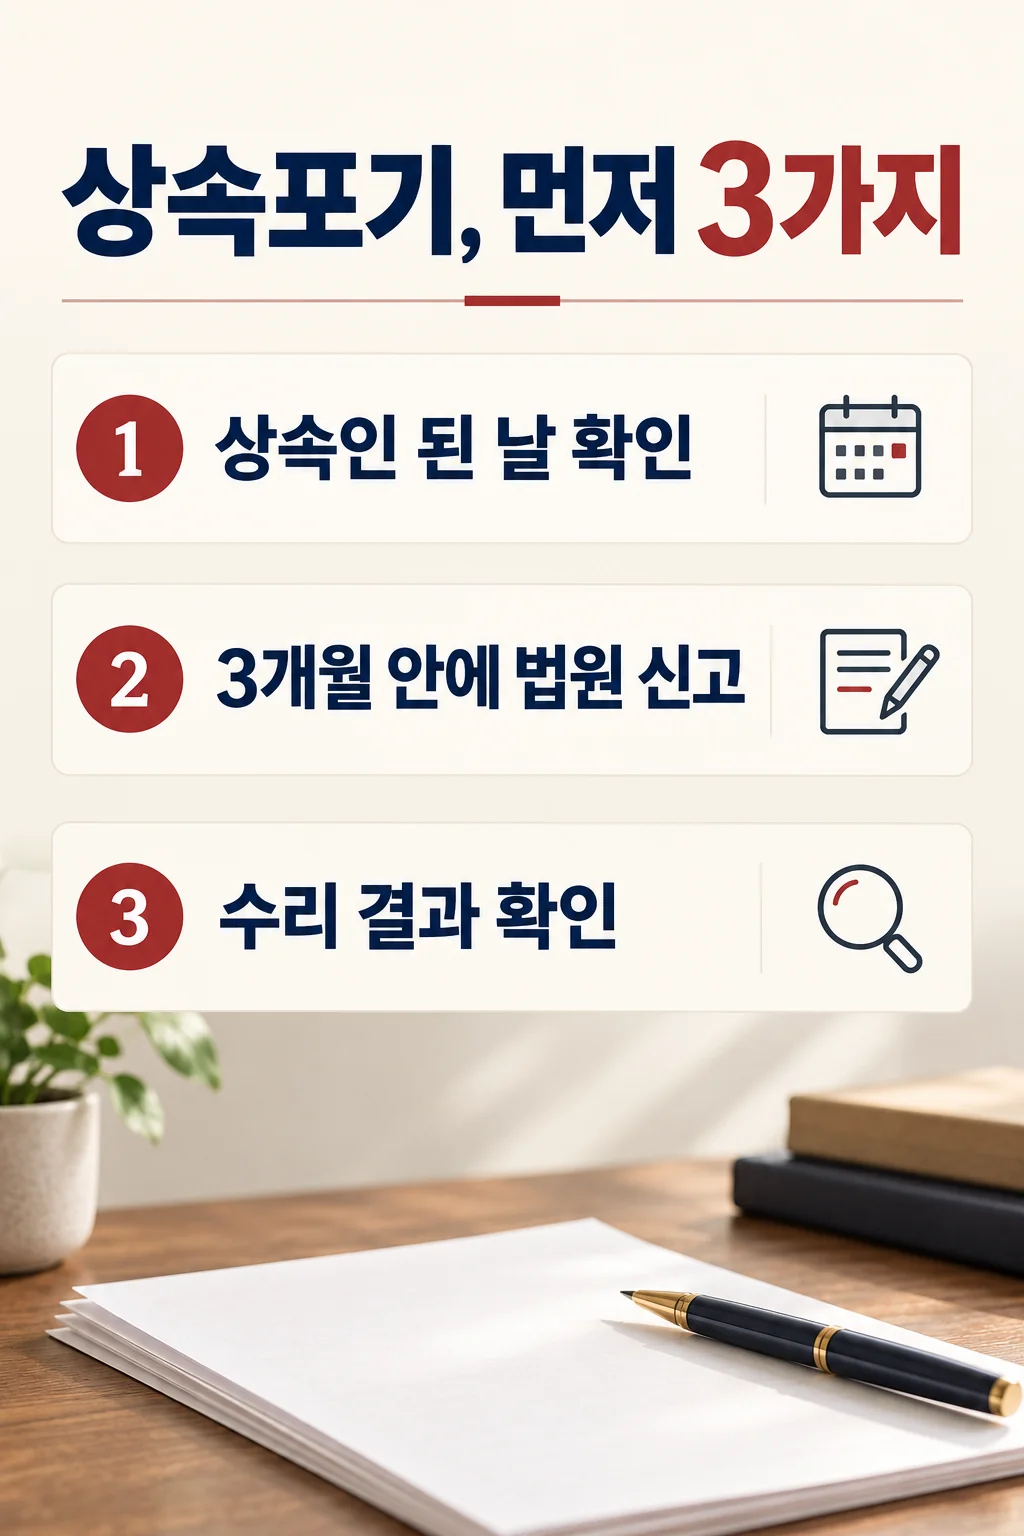 상속포기, 먼저 3가지
1 상속인 된 날 확인
2 3개월 안에 법원 신고
3 수리 결과 확인